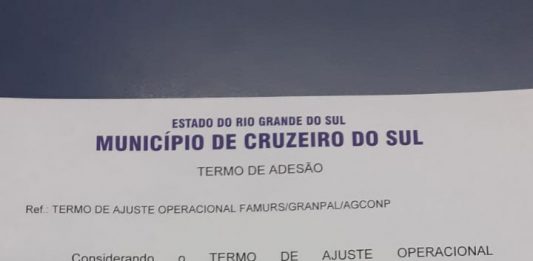 ESTADO DO RIO GRANDE DO SUL
MUNICÍPIO DE CRUZEIRO DO SUL
TERMO DE ADESÃO
Ref.: TERMO DE AJUSTE OPERACIONAL FAMURS/GRANPAL/AGCONP
Considerando o TERMO DE AJUSTE OPERACIONAL